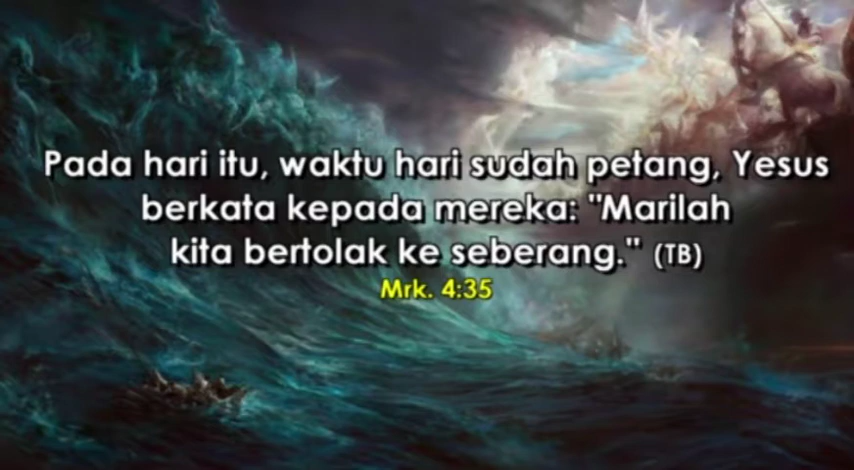 Pada hari itu, waktu hari sudah petang, Yesus
berkata kepada mereka: "Marilah
kita bertolak ke seberang." (TB)
Mrk. 4:35